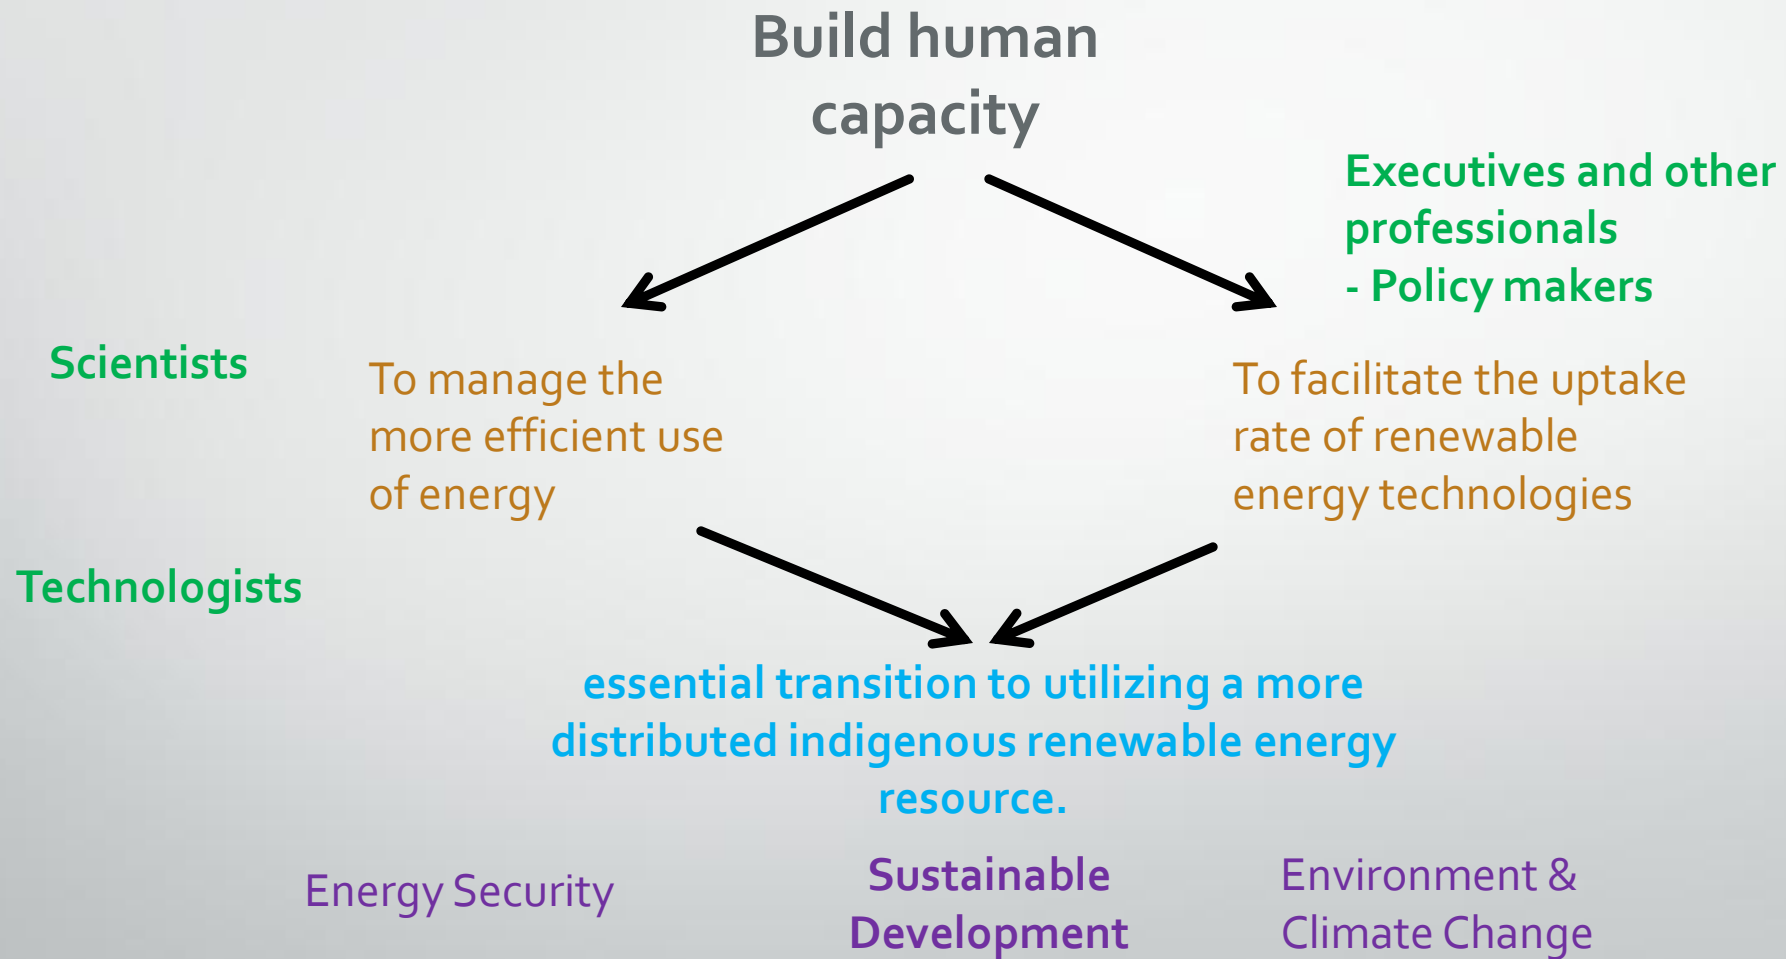 Build human
capacity
Executives and other
professionals
- Policy makers
Scientists
To manage the
more efficient use
of energy
To facilitate the uptake
rate of renewable
energy technologies
Technologists
essential transition to utilizing a more
distributed indigenous renewable energy
resource.
Energy Security
Sustainable
Development
Environment &
Climate Change